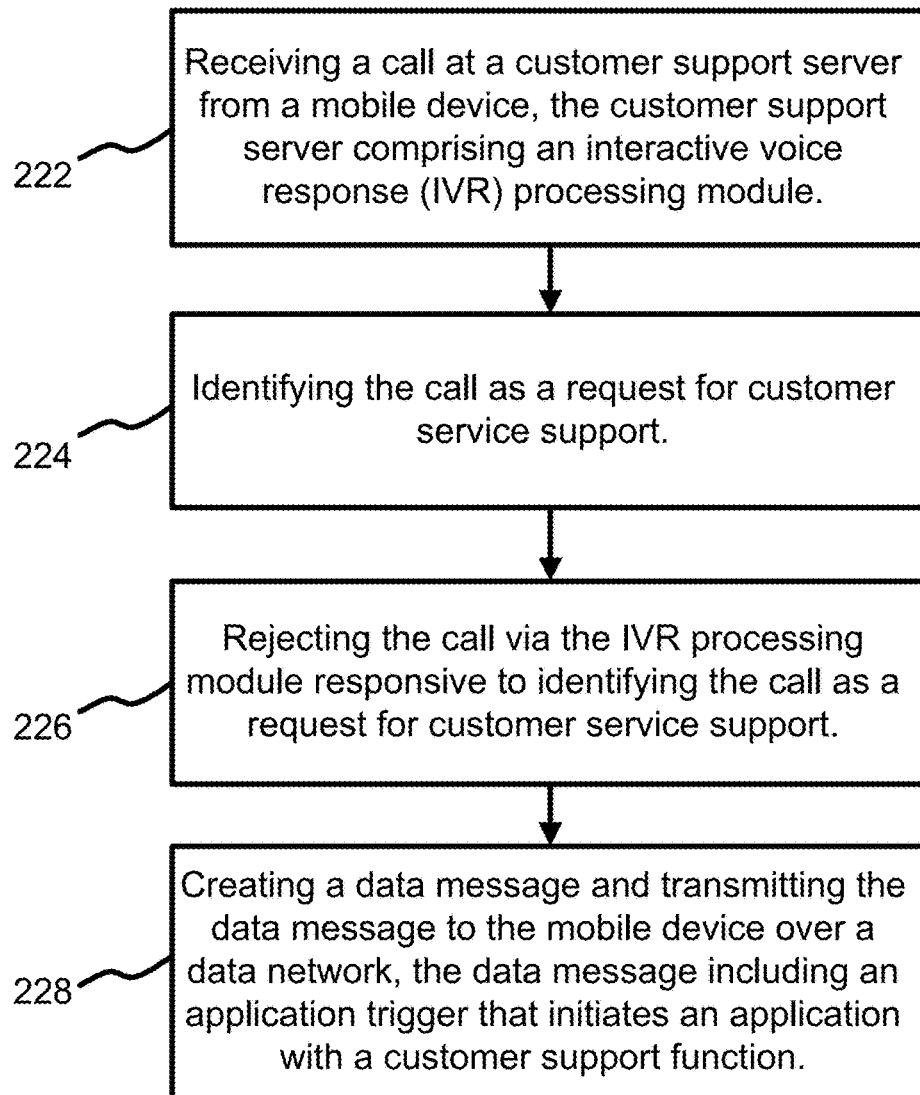 Receiving a call at a customer support server
from a mobile device, the customer support
server comprising an interactive voice
response (IVR) processing module.
222
Identifying the call as a request for customer
service support.
224
Rejecting the call via the IVR processing
module responsive to identifying the call as a
request for customer service support.
226
Creating a data message and transmitting the
data message to the mobile device over a
data network, the data message including an
application trigger that initiates an application
with a customer support function.
228